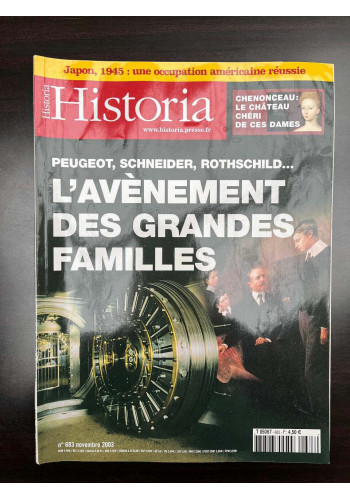 Japon, 1945 : une occupation américaine réussie
Historia
Historia
www.historia.presse.fr
CHENONCEAU :
LE CHÂTEAU
CHÉRI
DE CES DAMES
PEUGEOT, SCHNEIDER, ROTHSCHILD...
L'AVÈNEMENT
DES GRANDES
FAMILLES
n° 683 novembre 2003
4,50 €